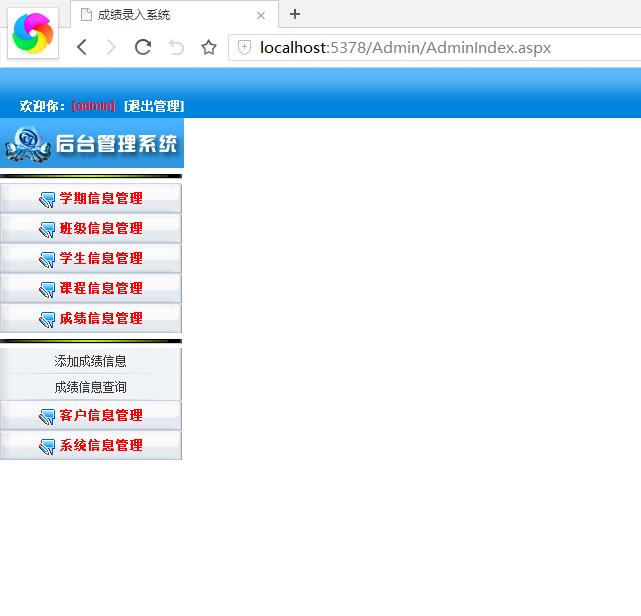 成绩录入系统
localhost:5378/Admin/AdminIndex.aspx
欢迎你：[admin] [退出管理]
后台管理系统
学期信息管理
班级信息管理
学生信息管理
课程信息管理
成绩信息管理
添加成绩信息
成绩信息查询
客户信息管理
系统信息管理